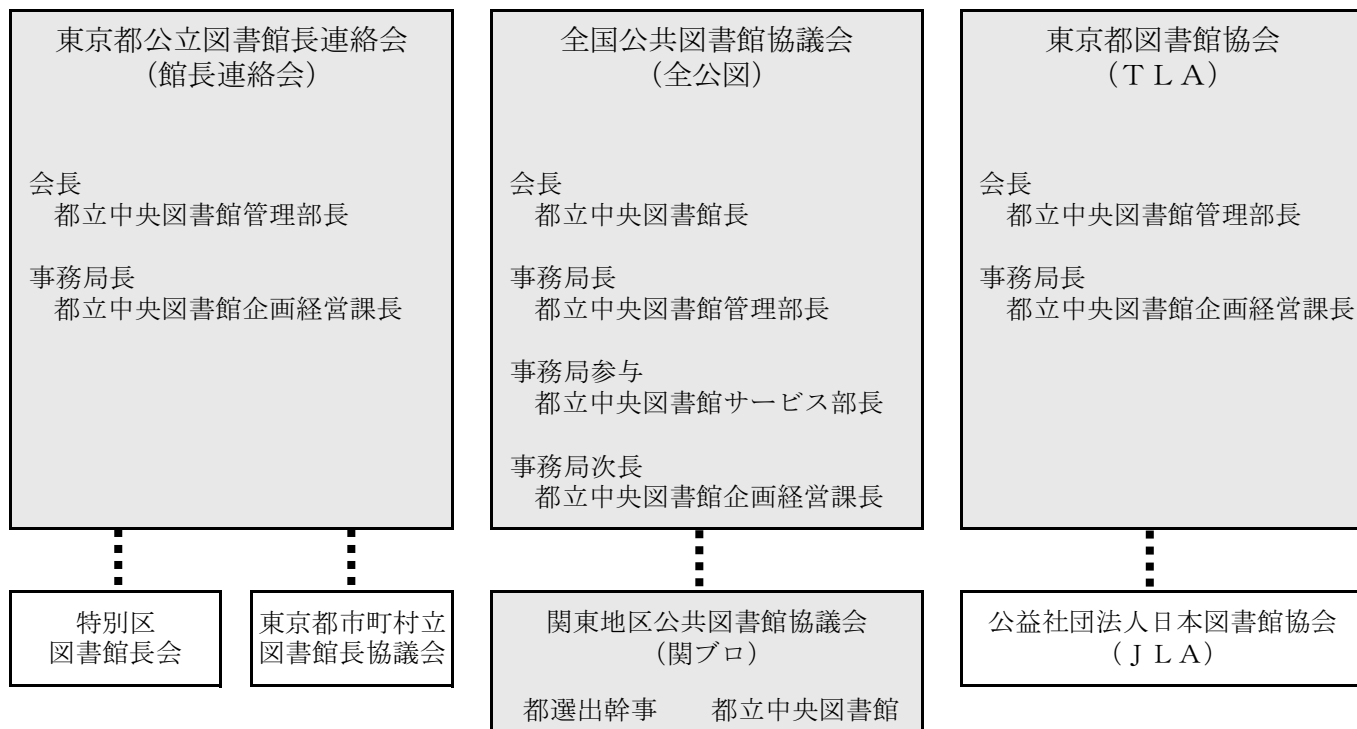 東京都公立図書館長連絡会
（館長連絡会）
会長
都立中央図書館管理部長
事務局長
都立中央図書館企画経営課長
全国公共図書館協議会
（全公図）
会長
都立中央図書館長
事務局長
都立中央図書館管理部長
事務局参与
都立中央図書館サービス部長
事務局次長
都立中央図書館企画経営課長
東京都図書館協会
（ＴＬＡ）
会長
都立中央図書館管理部長
事務局長
都立中央図書館企画経営課長
特別区
図書館長会
東京都市町村立
図書館長協議会
関東地区公共図書館協議会
（関ブロ）
都選出幹事　　都立中央図書館
公益社団法人日本図書館協会
（ＪＬＡ）